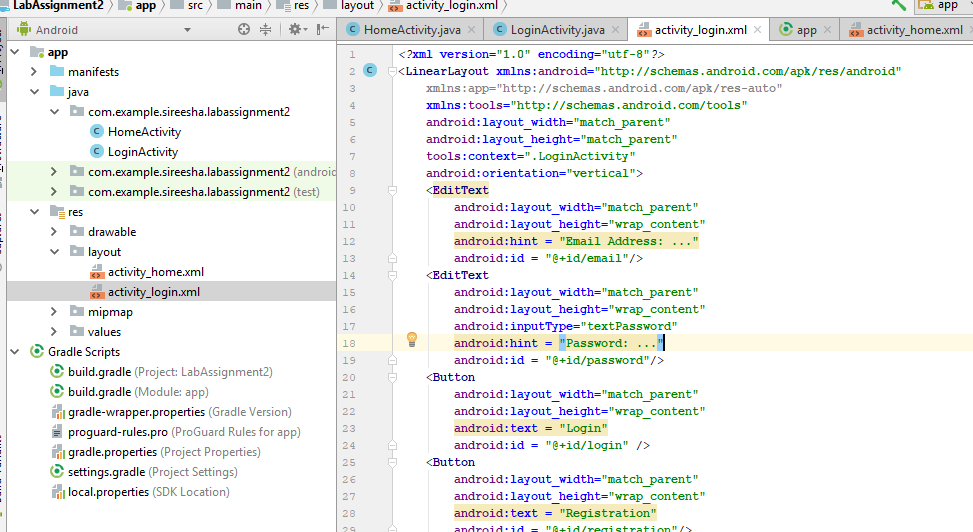 LabAssignment2 app src main res layout activity_login.xml app
Android
HomeActivity.java LoginActivity.java activity_login.xml app activity_home.xml
app
manifests
java
com.example.sireesha.labassignment2
HomeActivity
LoginActivity
com.example.sireesha.labassignment2 (androi
com.example.sireesha.labassignment2 (test)
res
drawable
layout
activity_home.xml
activity_login.xml
mipmap
values
Gradle Scripts
build.gradle (Project: LabAssignment2)
build.gradle (Module: app)
gradle-wrapper.properties (Gradle Version)
proguard-rules.pro (ProGuard Rules for app)
gradle.properties (Project Properties)
settings.gradle (Project Settings)
local.properties (SDK Location)
1 <?xml version="1.0" encoding="utf-8"?>
2 <LinearLayout xmlns:android="http://schemas.android.com/apk/res/android"
3 xmlns:app="http://schemas.android.com/apk/res-auto"
4 xmlns:tools="http://schemas.android.com/tools"
5 android:layout_width="match_parent"
6 android:layout_height="match_parent"
7 tools:context=".LoginActivity"
8 android:orientation="vertical">
9 <EditText
10 android:layout_width="match_parent"
11 android:layout_height="wrap_content"
12 android:hint = "Email Address: ..."
13 android:id = "@+id/email"/>
14 <EditText
15 android:layout_width="match_parent"
16 android:layout_height="wrap_content"
17 android:inputType="textPassword"
18 android:hint = "Password: ..."
19 android:id = "@+id/password"/>
20 <Button
21 android:layout_width="match_parent"
22 android:layout_height="wrap_content"
23 android:text = "Login"
24 android:id = "@+id/login" />
25 <Button
26 android:layout_width="match_parent"
27 android:layout_height="wrap_content"
28 android:text = "Registration"
29 android:id = "@+id/registration"/>